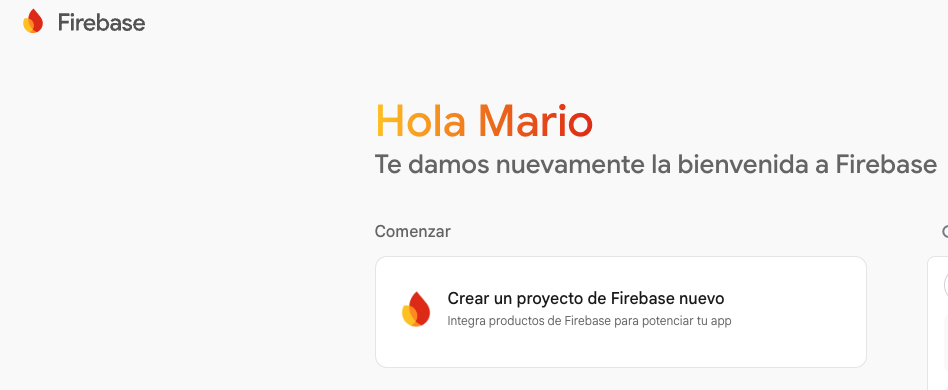 Firebase
Hola Mario
Te damos nuevamente la bienvenida a Firebase
Comenzar
Crear un proyecto de Firebase nuevo
Integra productos de Firebase para potenciar tu app